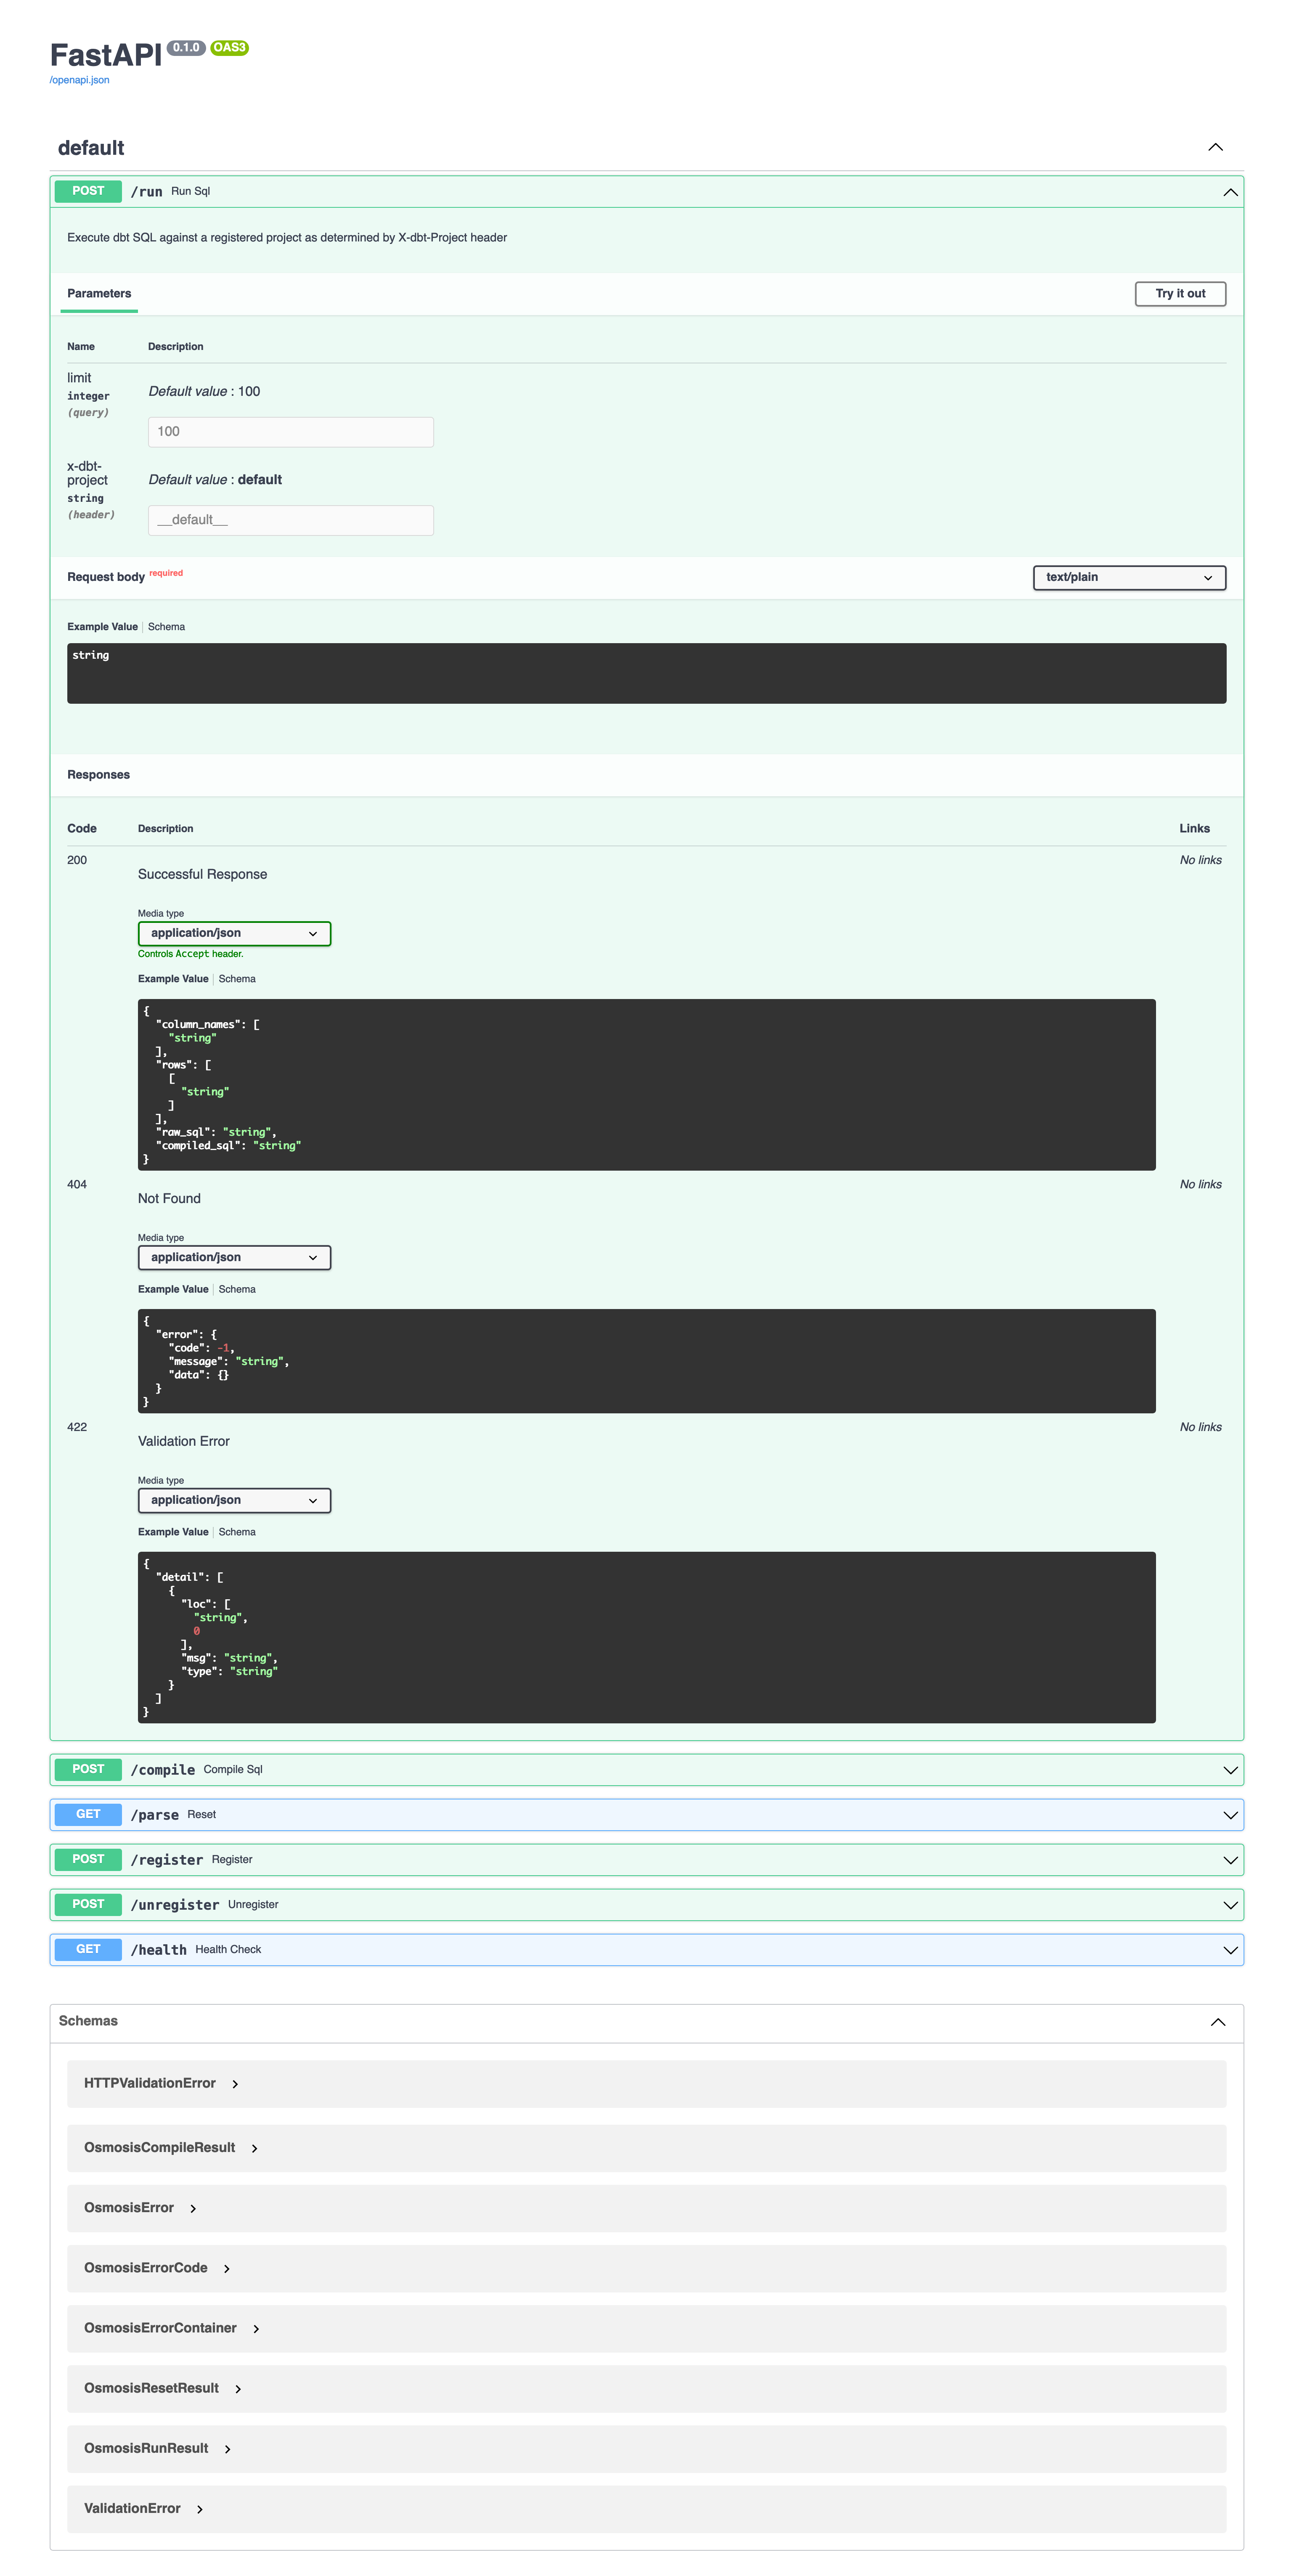 FastAPI 0.1.0 OAS3
/openapi.json
default
POST /run Run Sql
Execute dbt SQL against a registered project as determined by X-dbt-Project header
Parameters Try it out
Name Description
limit
integer
(query)
Default value : 100
100
x-dbt-
project
string
(header)
Default value : default
__default__
Request body required text/plain
Example Value Schema
string
Responses
Code Description Links
200 No links
Successful Response
Media type
application/json
Controls Accept header.
Example Value Schema
{
  "column_names": [
    "string"
  ],
  "rows": [
    [
      "string"
    ]
  ],
  "raw_sql": "string",
  "compiled_sql": "string"
}
404 No links
Not Found
Media type
application/json
Example Value Schema
{
  "error": {
    "code": -1,
    "message": "string",
    "data": {}
  }
}
422 No links
Validation Error
Media type
application/json
Example Value Schema
{
  "detail": [
    {
      "loc": [
        "string",
        0
      ],
      "msg": "string",
      "type": "string"
    }
  ]
}
POST /compile Compile Sql
GET /parse Reset
POST /register Register
POST /unregister Unregister
GET /health Health Check
Schemas
HTTPValidationError
OsmosisCompileResult
OsmosisError
OsmosisErrorCode
OsmosisErrorContainer
OsmosisResetResult
OsmosisRunResult
ValidationError